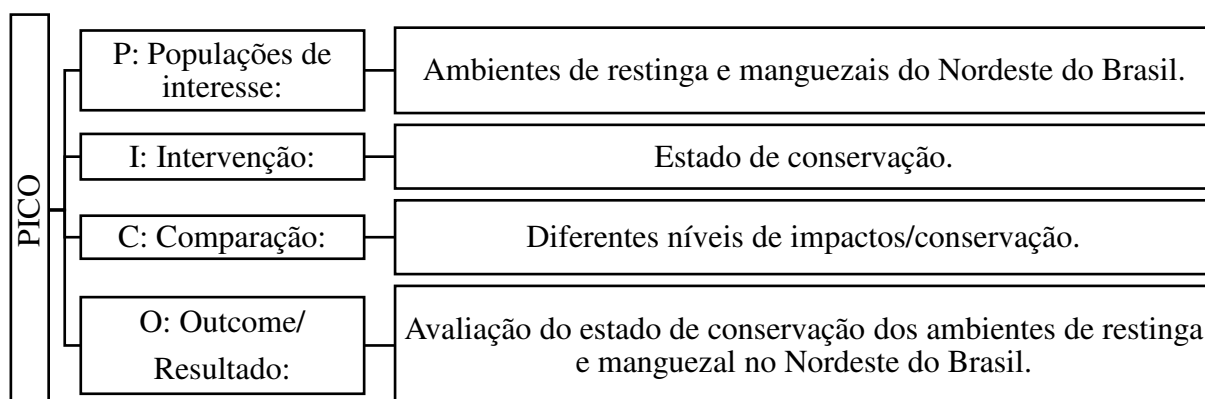 PICO
P: Populações de
interesse:
Ambientes de restinga e manguezais do Nordeste do Brasil.
I: Intervenção:
Estado de conservação.
C: Comparação:
Diferentes níveis de impactos/conservação.
O: Outcome/
Resultado:
Avaliação do estado de conservação dos ambientes de restinga
e manguezal no Nordeste do Brasil.